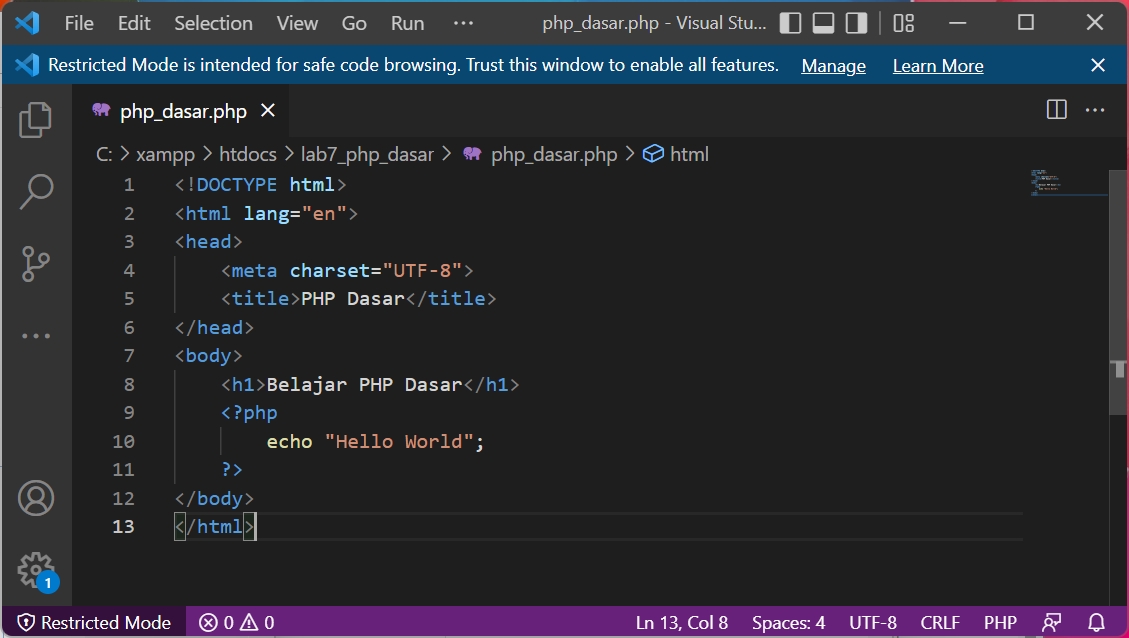 File Edit Selection View Go Run ··· php_dasar.php - Visual Stu...
Restricted Mode is intended for safe code browsing. Trust this window to enable all features. Manage Learn More
php_dasar.php
C: > xampp > htdocs > lab7_php_dasar > php_dasar.php > html
1 <!DOCTYPE html>
2 <html lang="en">
3 <head>
4 <meta charset="UTF-8">
5 <title>PHP Dasar</title>
6 </head>
7 <body>
8 <h1>Belajar PHP Dasar</h1>
9 <?php
10 echo "Hello World";
11 ?>
12 </body>
13 </html>
1
Restricted Mode 0 0 Ln 13, Col 8 Spaces: 4 UTF-8 CRLF PHP